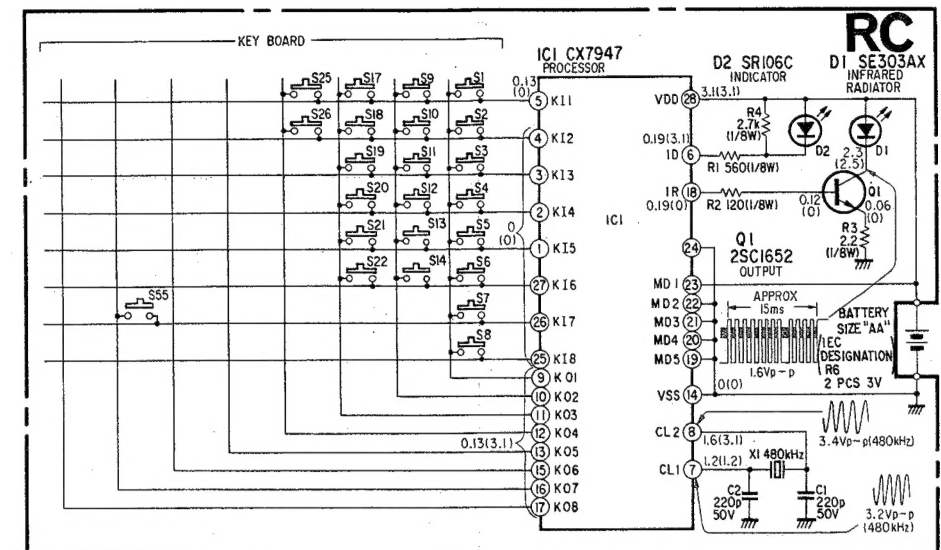 RC
KEY BOARD
IC1 CX7947
PROCESSOR
D2 SR106C
INDICATOR
D1 SE303AX
INFRARED
RADIATOR
S25
S17
S9
S1
0.13
(0)
5 KI1
S26
S18
S10
S2
4 KI2
S19
S11
S3
3 KI3
S20
S12
S4
2 KI4
S21
S13
S5
0
(0)
1 KI5
S22
S14
S6
27 KI6
S55
S7
26 KI7
S8
25 KI8
9 KO1
10 KO2
11 KO3
12 KO4
0.13(3.1)
13 KO5
15 KO6
16 KO7
17 KO8
IC1
VDD 28
3.1(3.1)
R4
2.7k
(1/8W)
D2
D1
0.19(3.1)
ID 6
R1 560(1/8W)
2.3
(2.5)
IR 18
0.19(0)
R2 120(1/8W)
0.12
(0)
Q1
0.06
(0)
R3
2.2
(1/8W)
24
Q1
2SC1652
OUTPUT
MD1 23
MD2 22
MD3 21
MD4 20
MD5 19
APPROX
15ms
1.6Vp-p
BATTERY
SIZE "AA"
IEC
DESIGNATION
R6
2 PCS 3V
0(0)
VSS 14
CL2 8
1.6(3.1)
3.4Vp-p(480kHz)
X1 480kHz
CL1 7
1.2(1.2)
C2
220p
50V
C1
220p
50V
3.2Vp-p
(480kHz)